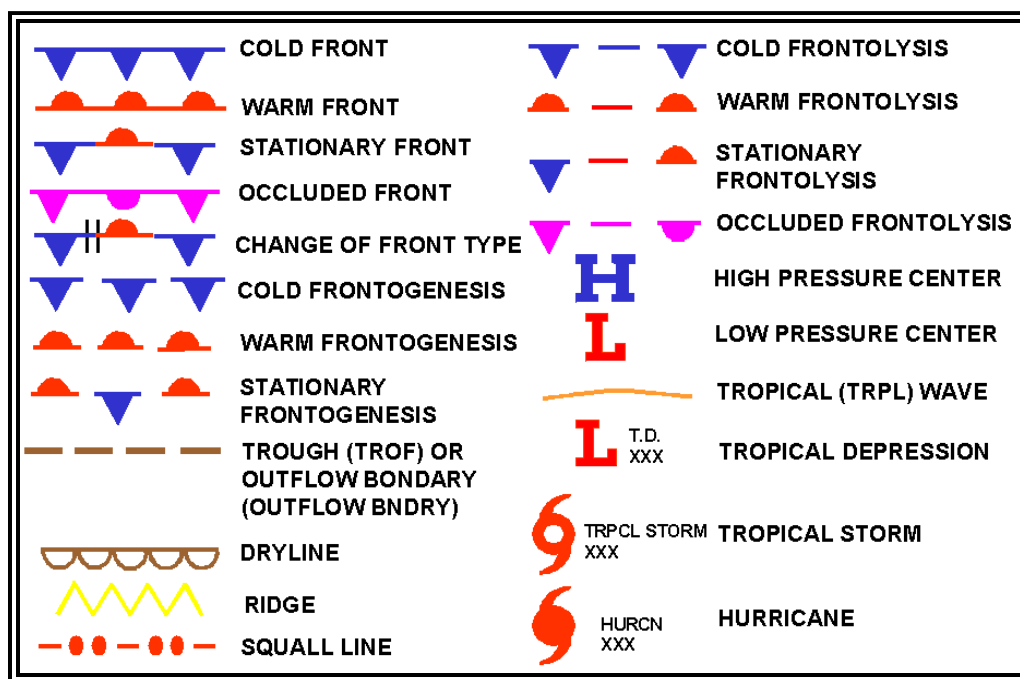 COLD FRONT
WARM FRONT
STATIONARY FRONT
OCCLUDED FRONT
CHANGE OF FRONT TYPE
COLD FRONTOGENESIS
WARM FRONTOGENESIS
STATIONARY
FRONTOGENESIS
TROUGH (TROF) OR
OUTFLOW BONDARY
(OUTFLOW BNDRY)
DRYLINE
RIDGE
SQUALL LINE
COLD FRONTOLYSIS
WARM FRONTOLYSIS
STATIONARY
FRONTOLYSIS
OCCLUDED FRONTOLYSIS
H
HIGH PRESSURE CENTER
L
LOW PRESSURE CENTER
TROPICAL (TRPL) WAVE
L
T.D.
XXX
TROPICAL DEPRESSION
TRPCL STORM
XXX
TROPICAL STORM
HURCN
XXX
HURRICANE